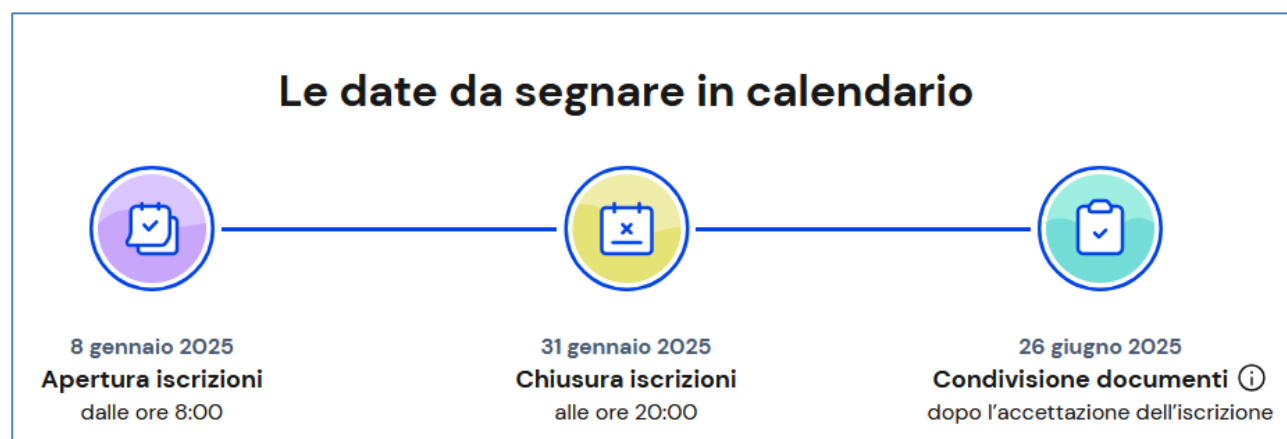 Le date da segnare in calendario
8 gennaio 2025
Apertura iscrizioni
dalle ore 8:00
31 gennaio 2025
Chiusura iscrizioni
alle ore 20:00
26 giugno 2025
Condivisione documenti
dopo l'accettazione dell'iscrizione